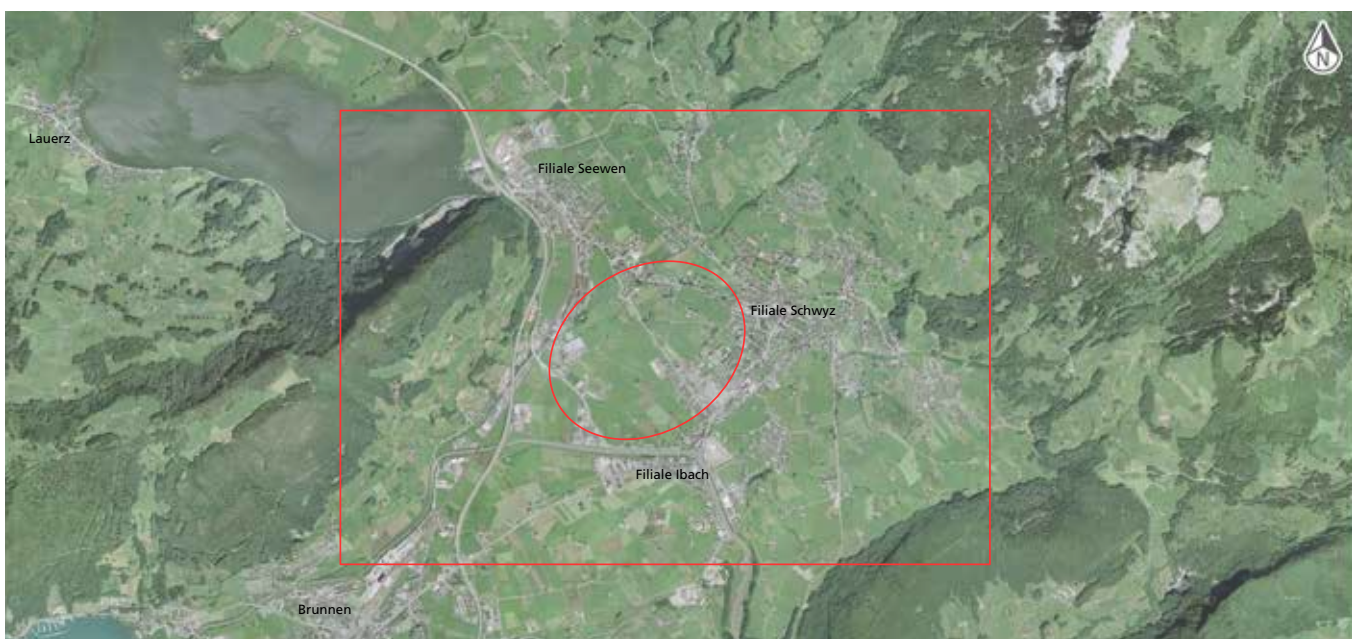 N
Lauerz
Filiale Seewen
Filiale Schwyz
Filiale Ibach
Brunnen